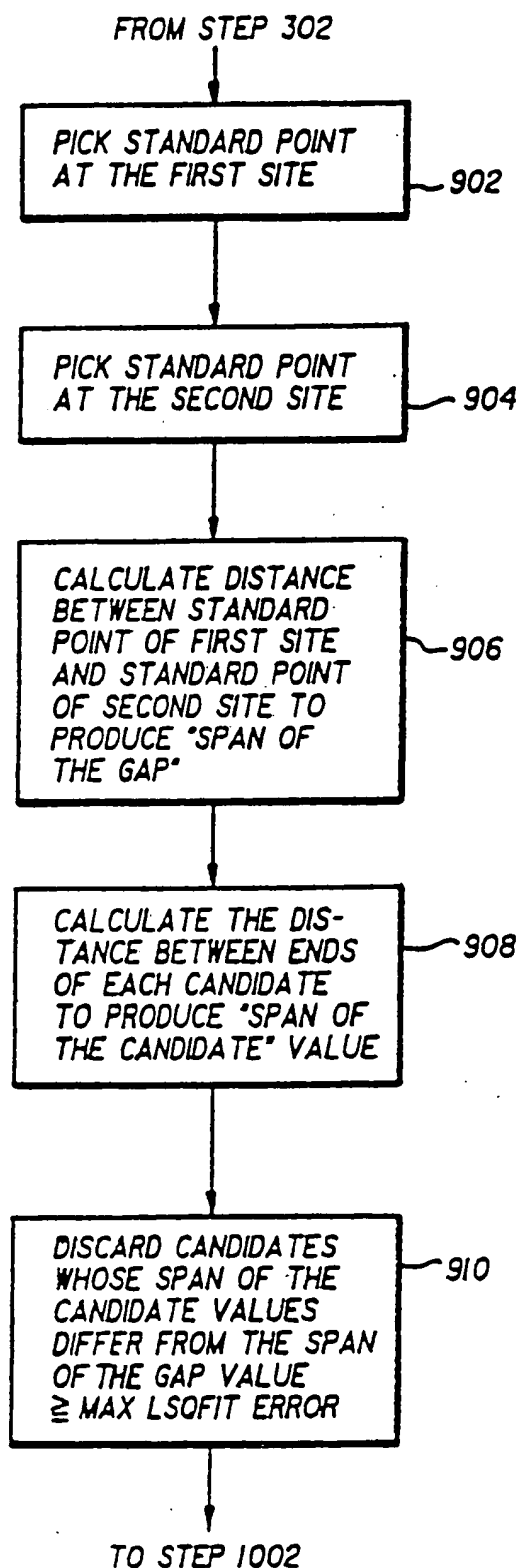 FROM STEP 302
PICK STANDARD POINT
AT THE FIRST SITE
902
PICK STANDARD POINT
AT THE SECOND SITE
904
CALCULATE DISTANCE
BETWEEN STANDARD
POINT OF FIRST SITE
AND STANDARD POINT
OF SECOND SITE TO
PRODUCE "SPAN OF
THE GAP"
906
CALCULATE THE DIS-
TANCE BETWEEN ENDS
OF EACH CANDIDATE
TO PRODUCE "SPAN OF
THE CANDIDATE" VALUE
908
DISCARD CANDIDATES
WHOSE SPAN OF THE
CANDIDATE VALUES
DIFFER FROM THE SPAN
OF THE GAP VALUE
≧ MAX LSQFIT ERROR
910
TO STEP 1002